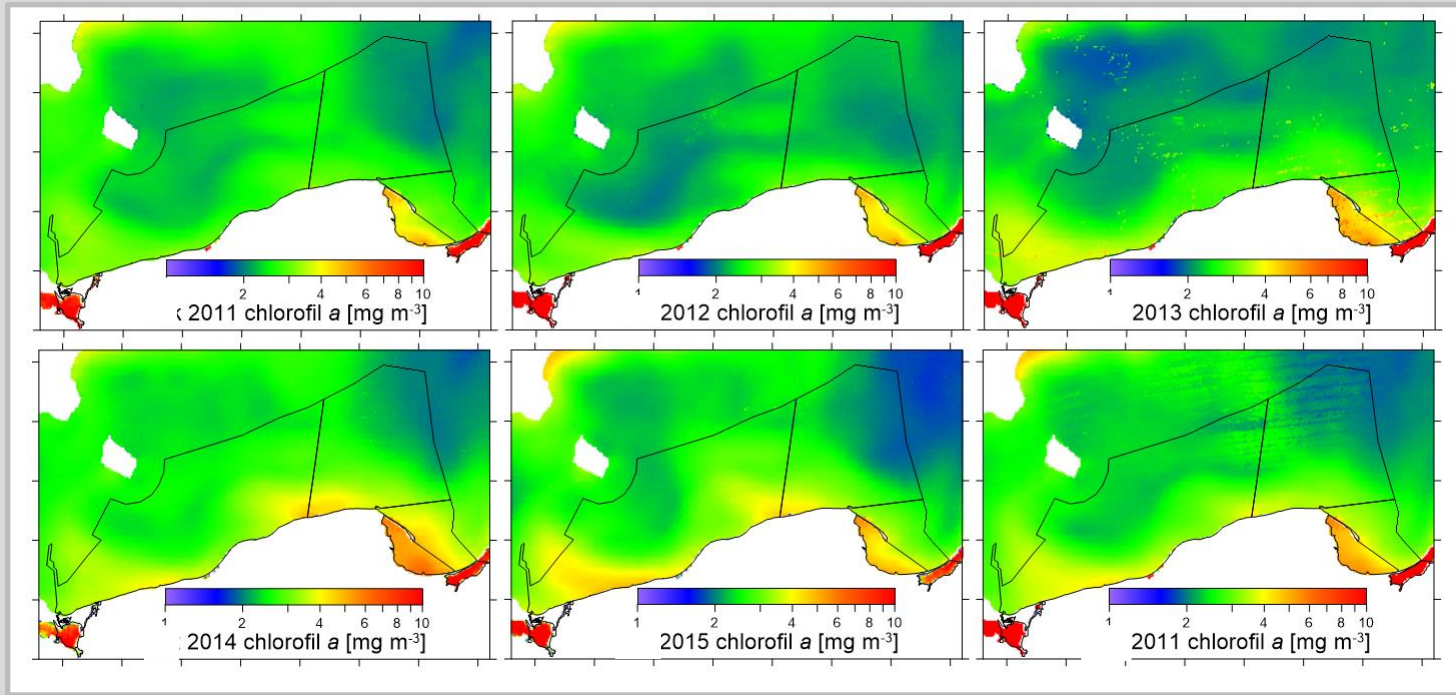 2 4 6 8 10
2011 chlorofil a [mg m-3]
1 2 4 6 8 10
2012 chlorofil a [mg m-3]
1 2 4 6 8 10
2013 chlorofil a [mg m-3]
1 2 4 6 8 10
2014 chlorofil a [mg m-3]
1 2 4 6 8 10
2015 chlorofil a [mg m-3]
1 2 4 6 8 10
2011 chlorofil a [mg m-3]